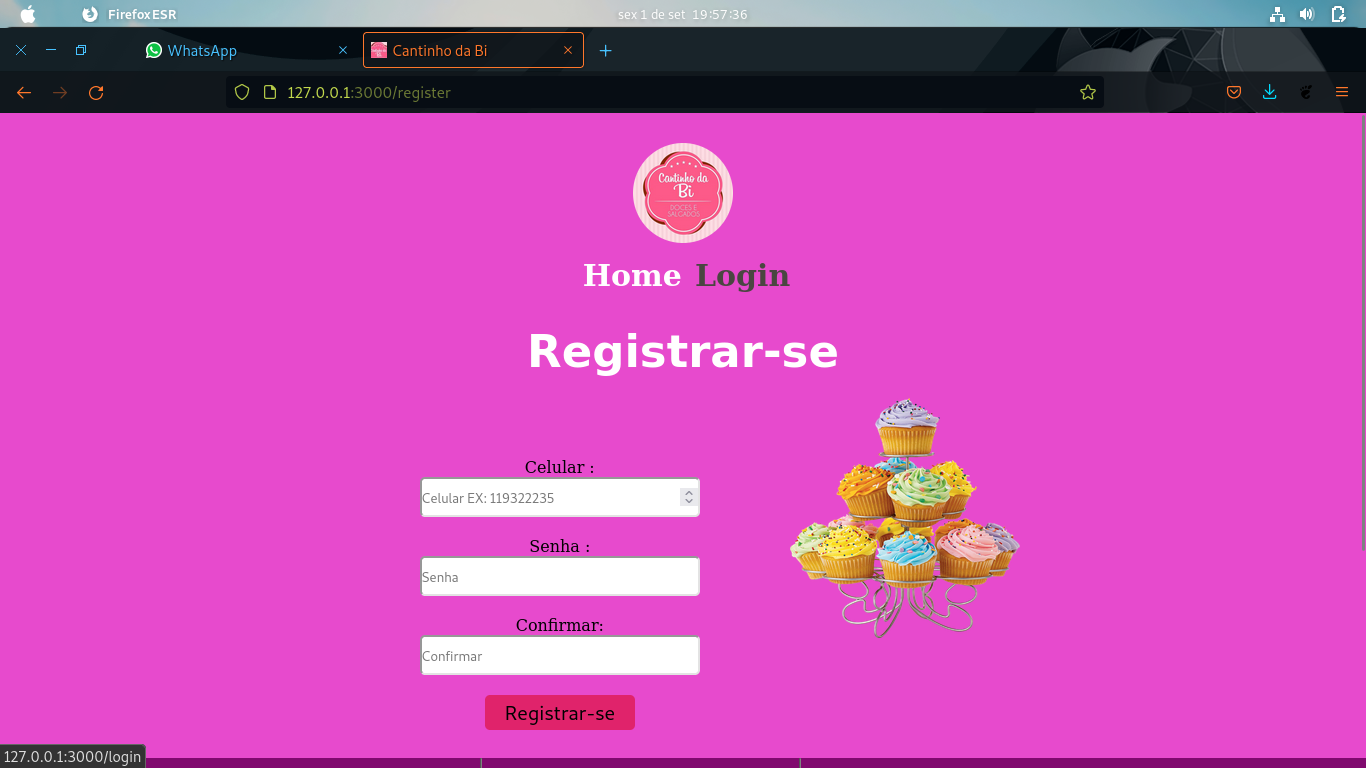 Firefox ESR
sex 1 de set 19:57:36
WhatsApp
Cantinho da Bi
127.0.0.1:3000/register
Cantinho da
Bi
DOCES E
SALGADOS
Home Login
Registrar-se
Celular :
Celular EX: 119322235
Senha :
Senha
Confirmar:
Confirmar
Registrar-se
127.0.0.1:3000/login